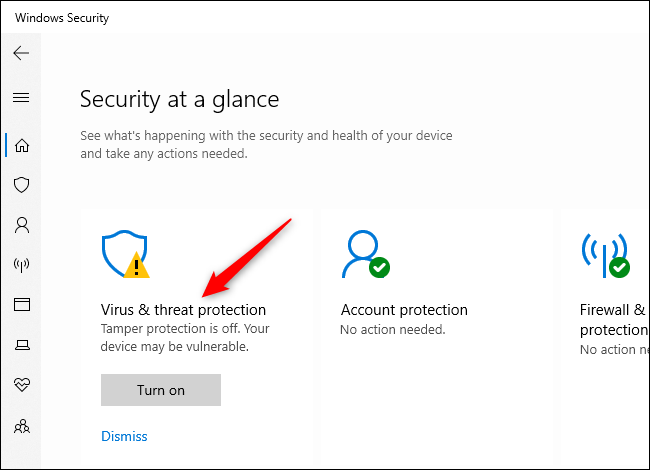 Windows Security
Security at a glance
See what's happening with the security and health of your device
and take any actions needed.
Virus & threat protection
Tamper protection is off. Your
device may be vulnerable.
Turn on
Dismiss
Account protection
No action needed.
Firewall &
protection
No action